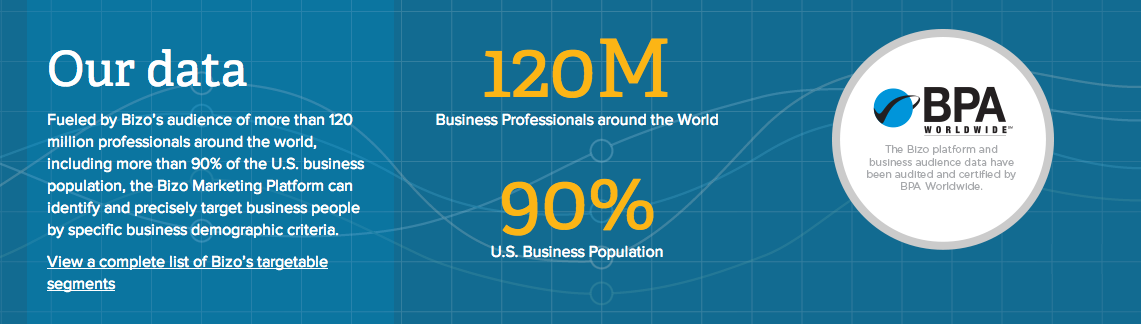 Our data
Fueled by Bizo's audience of more than 120
million professionals around the world,
including more than 90% of the U.S. business
population, the Bizo Marketing Platform can
identify and precisely target business people
by specific business demographic criteria.
View a complete list of Bizo's targetable
segments
120M
Business Professionals around the World
90%
U.S. Business Population
BPA
WORLDWIDE℠
The Bizo platform and
business audience data have
been audited and certified by
BPA Worldwide.